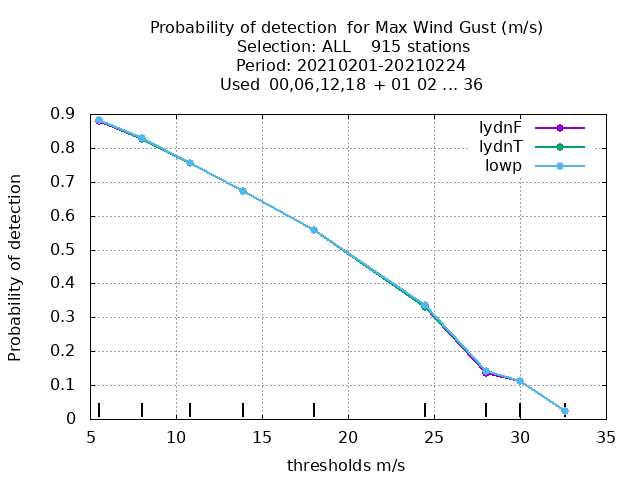 Probability of detection  for Max Wind Gust (m/s)
Selection: ALL    915 stations
Period: 20210201-20210224
Used  00,06,12,18  + 01 02 ... 36
lydnF
lydnT
lowp
0.9
0.8
0.7
0.6
0.5
0.4
0.3
0.2
0.1
0
Probability of detection
5 10 15 20 25 30 35
thresholds m/s